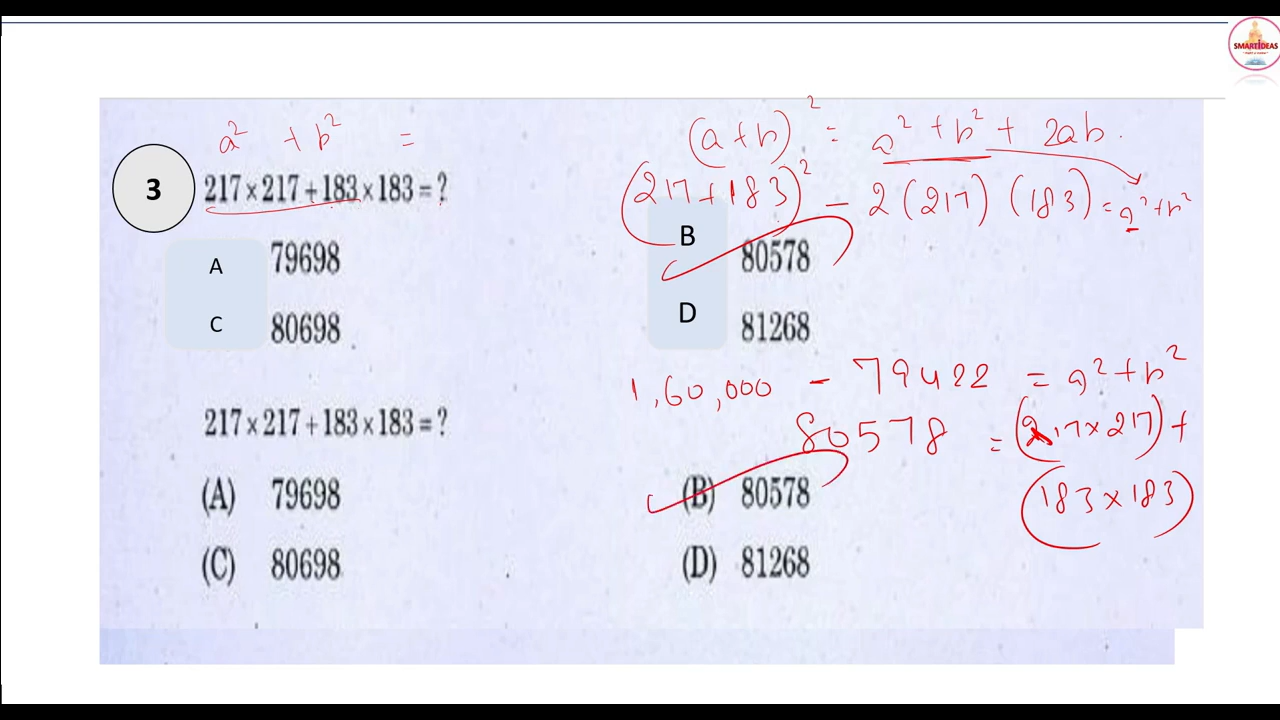 SMARTIDEAS
a² + b² =
(a+b)² = a² + b² + 2ab.
3
217×217+183×183=?
(217+183)² − 2(217)(183) = a²+b²
A 79698
B 80578
C 80698
D 81268
1,60,000 - 79422 = a² + b²
80578 = (217×217) +
(183×183)
217×217+183×183=?
(A) 79698
(B) 80578
(C) 80698
(D) 81268